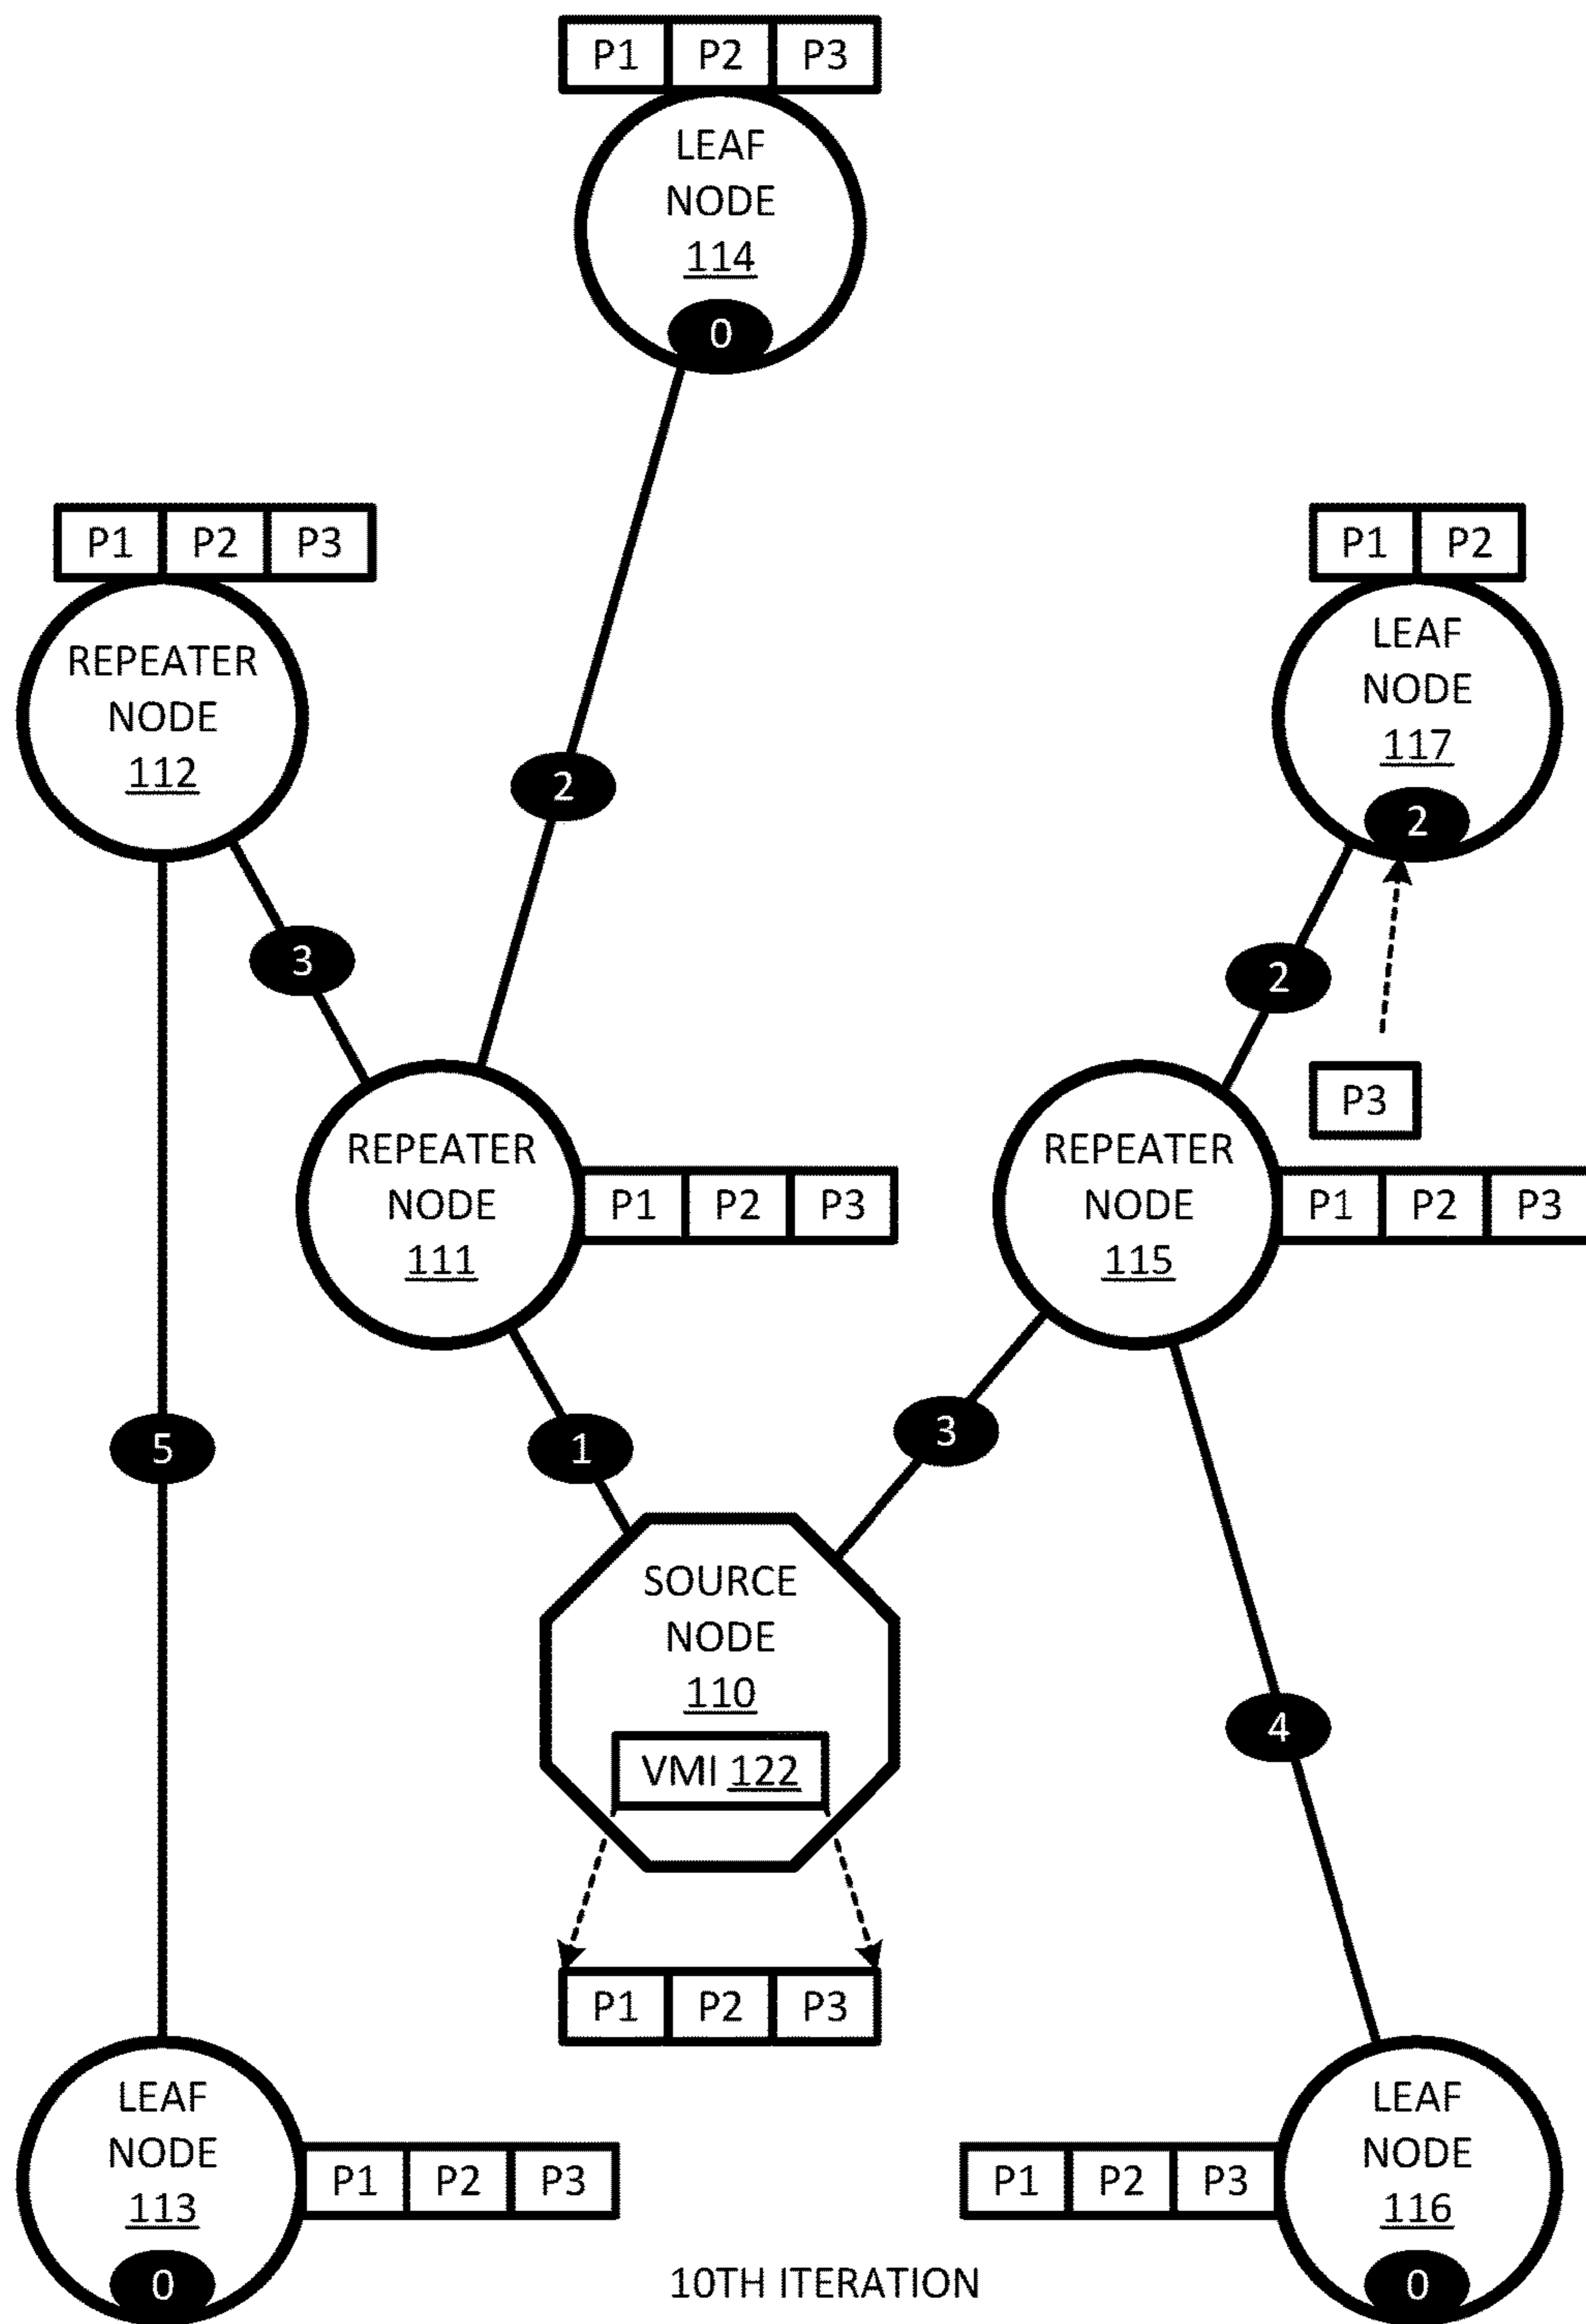 P1 P2 P3
LEAF
NODE
114
0
P1 P2 P3
REPEATER
NODE
112
P1 P2
LEAF
NODE
117
2
2
3
2
P3
REPEATER
NODE
111
P1 P2 P3
REPEATER
NODE
115
P1 P2 P3
5
1
3
SOURCE
NODE
110
VMI 122
4
P1 P2 P3
LEAF
NODE
113
0
P1 P2 P3
P1 P2 P3
LEAF
NODE
116
0
10TH ITERATION